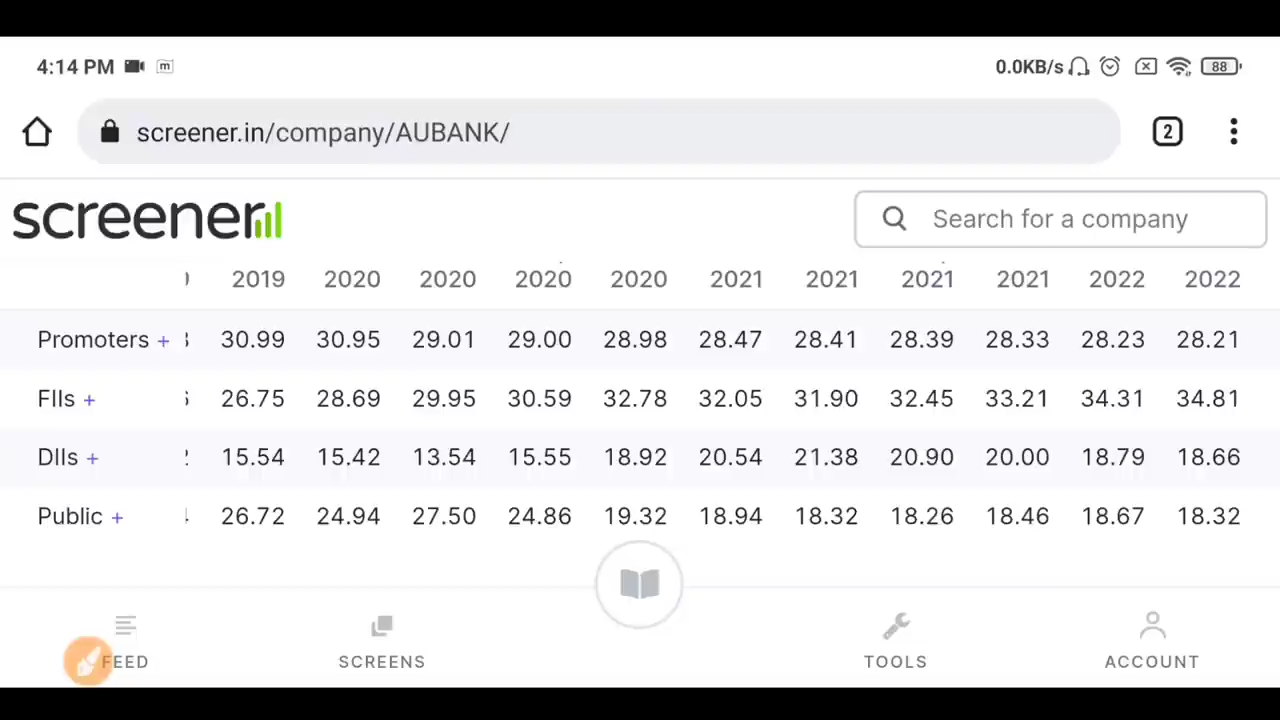 4:14 PM m 0.0KB/s 88
screener.in/company/AUBANK/ 2
screener Search for a company
2019 2020 2020 2020 2020 2021 2021 2021 2021 2022 2022
Promoters + 30.99 30.95 29.01 29.00 28.98 28.47 28.41 28.39 28.33 28.23 28.21
FIIs + 26.75 28.69 29.95 30.59 32.78 32.05 31.90 32.45 33.21 34.31 34.81
DIIs + 15.54 15.42 13.54 15.55 18.92 20.54 21.38 20.90 20.00 18.79 18.66
Public + 26.72 24.94 27.50 24.86 19.32 18.94 18.32 18.26 18.46 18.67 18.32
FEED SCREENS TOOLS ACCOUNT